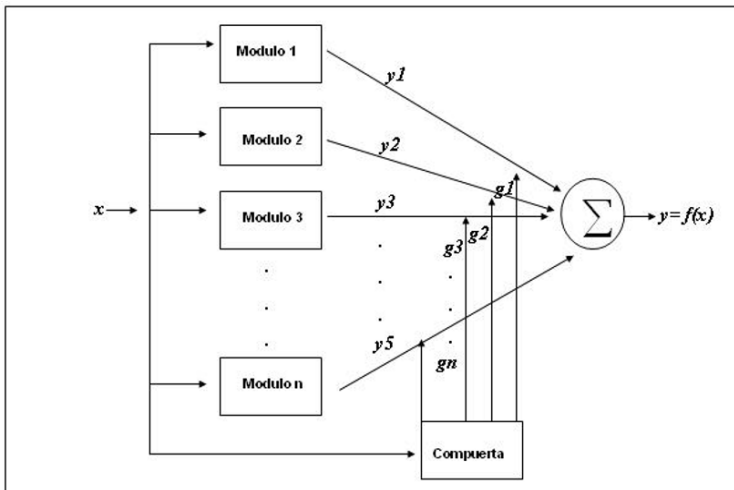 Modulo 1
y1
Modulo 2
y2
g1
x
Modulo 3
y3
g2
g3
∑
y= f(x)
y5
gn
Modulo n
Compuerta